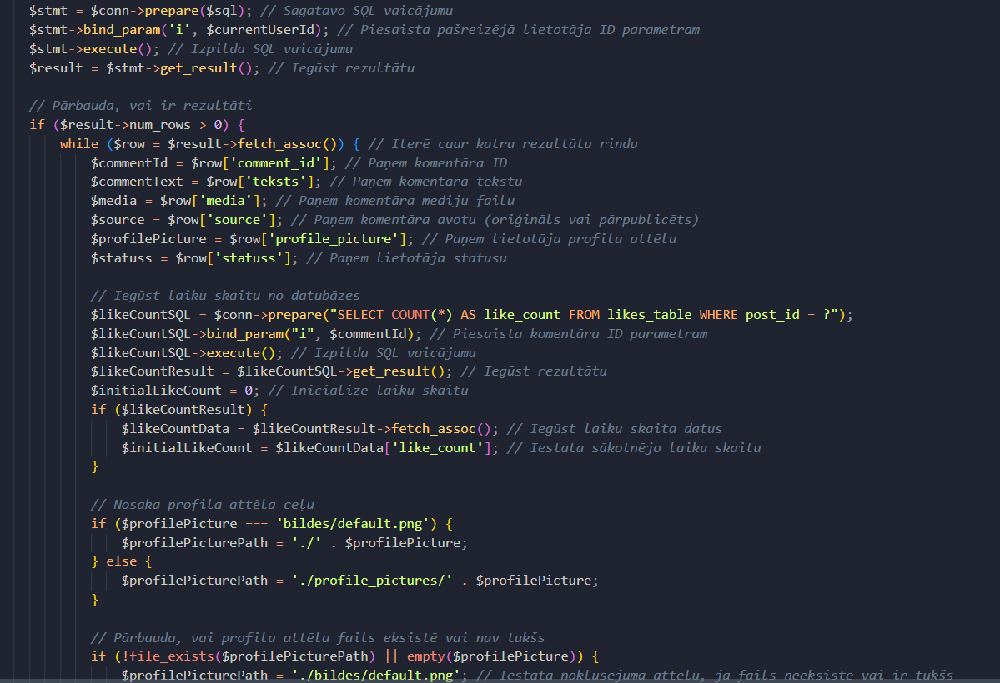 $stmt = $conn->prepare($sql); // Sagatavo SQL vaicājumu
$stmt->bind_param('i', $currentUserId); // Piesaista pašreizējā lietotāja ID parametram
$stmt->execute(); // Izpilda SQL vaicājumu
$result = $stmt->get_result(); // Iegūst rezultātu
// Pārbauda, vai ir rezultāti
if ($result->num_rows > 0) {
while ($row = $result->fetch_assoc()) { // Iterē caur katru rezultātu rindu
$commentId = $row['comment_id']; // Paņem komentāra ID
$commentText = $row['teksts']; // Paņem komentāra tekstu
$media = $row['media']; // Paņem komentāra mediju failu
$source = $row['source']; // Paņem komentāra avotu (oriģināls vai pārpublicēts)
$profilePicture = $row['profile_picture']; // Paņem lietotāja profila attēlu
$statuss = $row['statuss']; // Paņem lietotāja statusu
// Iegūst laiku skaitu no datubāzes
$likeCountSQL = $conn->prepare("SELECT COUNT(*) AS like_count FROM likes_table WHERE post_id = ?");
$likeCountSQL->bind_param("i", $commentId); // Piesaista komentāra ID parametram
$likeCountSQL->execute(); // Izpilda SQL vaicājumu
$likeCountResult = $likeCountSQL->get_result(); // Iegūst rezultātu
$initialLikeCount = 0; // Inicializē laiku skaitu
if ($likeCountResult) {
$likeCountData = $likeCountResult->fetch_assoc(); // Iegūst laiku skaita datus
$initialLikeCount = $likeCountData['like_count']; // Iestata sākotnējo laiku skaitu
}
// Nosaka profila attēla ceļu
if ($profilePicture === 'bildes/default.png') {
$profilePicturePath = './' . $profilePicture;
} else {
$profilePicturePath = './profile_pictures/' . $profilePicture;
}
// Pārbauda, vai profila attēla fails eksistē vai nav tukšs
if (!file_exists($profilePicturePath) || empty($profilePicture)) {
$profilePicturePath = './bildes/default.png'; // Iestata noklusējuma attēlu, ja fails neeksistē vai ir tukšs